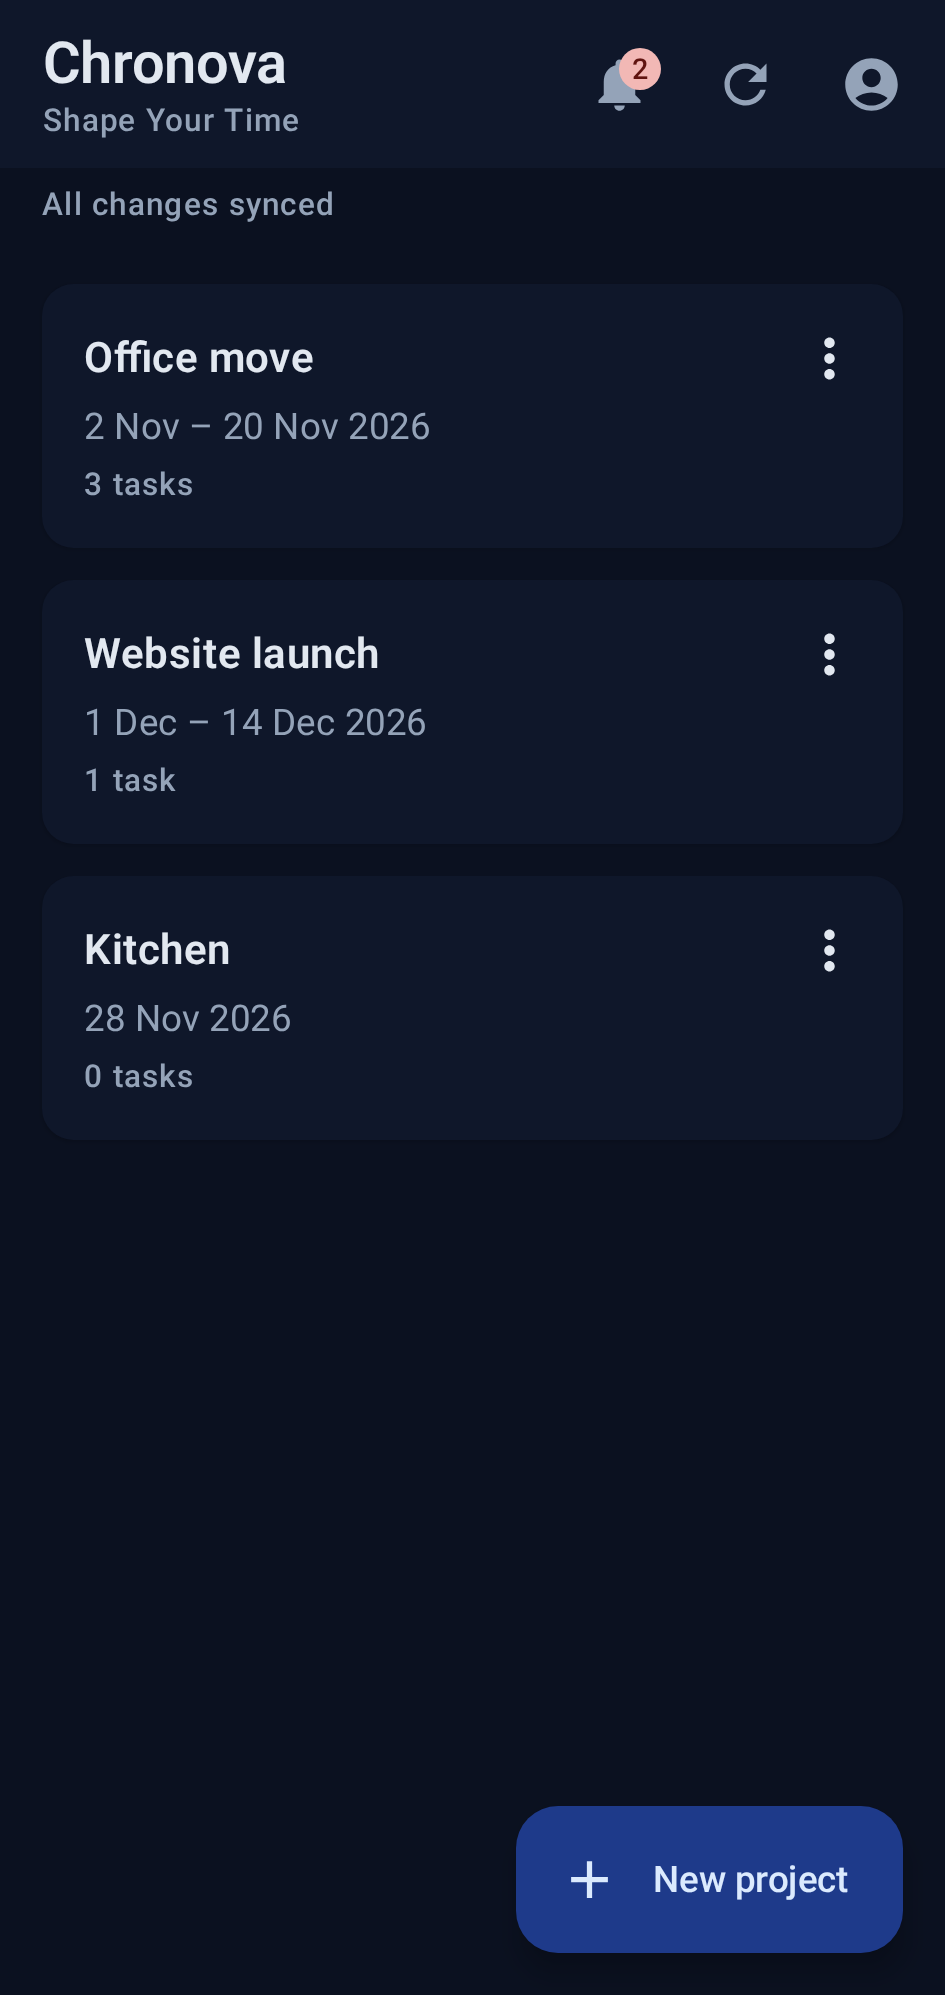 Chronova
2
Shape Your Time
All changes synced
Office move
2 Nov – 20 Nov 2026
3 tasks
Website launch
1 Dec – 14 Dec 2026
1 task
Kitchen
28 Nov 2026
0 tasks
New project